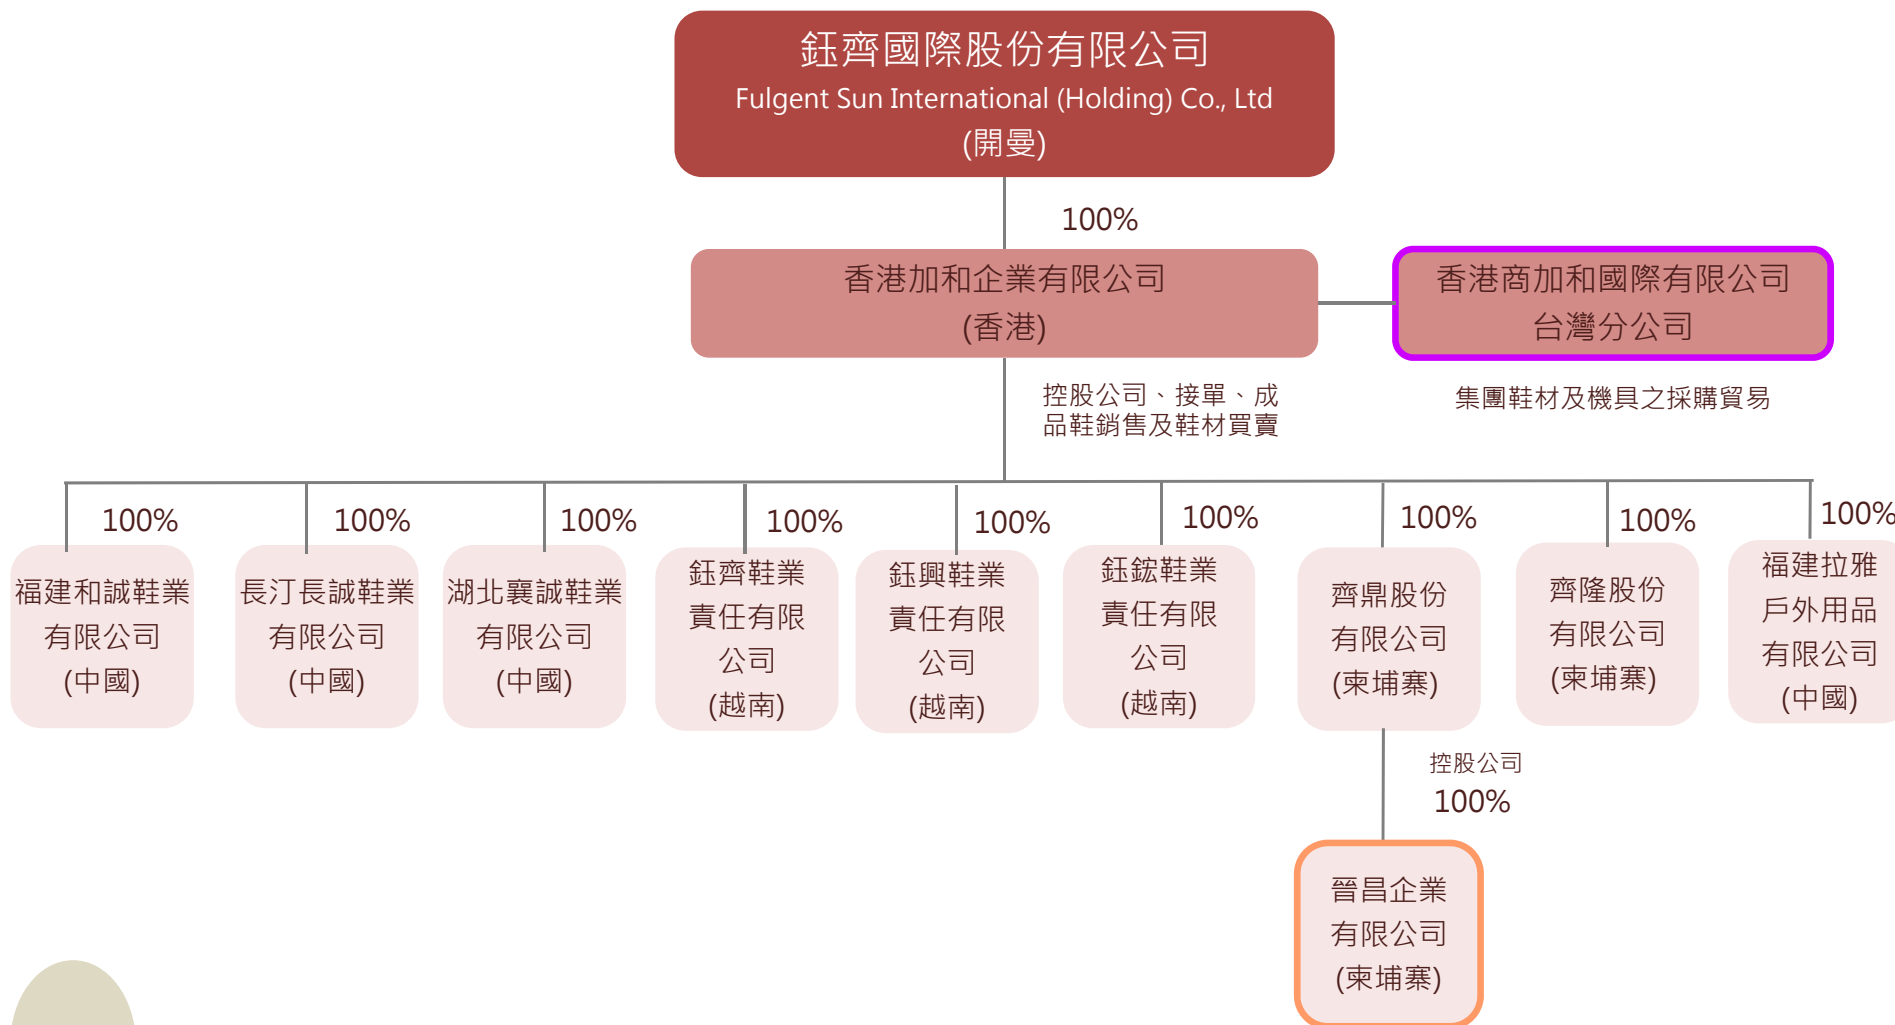 鈺齊國際股份有限公司
Fulgent Sun International (Holding) Co., Ltd
(開曼)
100%
香港加和企業有限公司
(香港)
香港商加和國際有限公司
台灣分公司
控股公司、接單、成
品鞋銷售及鞋材買賣
集團鞋材及機具之採購貿易
100%
福建和誠鞋業
有限公司
(中國)
100%
長汀長誠鞋業
有限公司
(中國)
100%
湖北襄誠鞋業
有限公司
(中國)
100%
鈺齊鞋業
責任有限
公司
(越南)
100%
鈺興鞋業
責任有限
公司
(越南)
100%
鈺鋐鞋業
責任有限
公司
(越南)
100%
齊鼎股份
有限公司
(柬埔寨)
100%
齊隆股份
有限公司
(柬埔寨)
100%
福建拉雅
戶外用品
有限公司
(中國)
控股公司
100%
晉昌企業
有限公司
(柬埔寨)